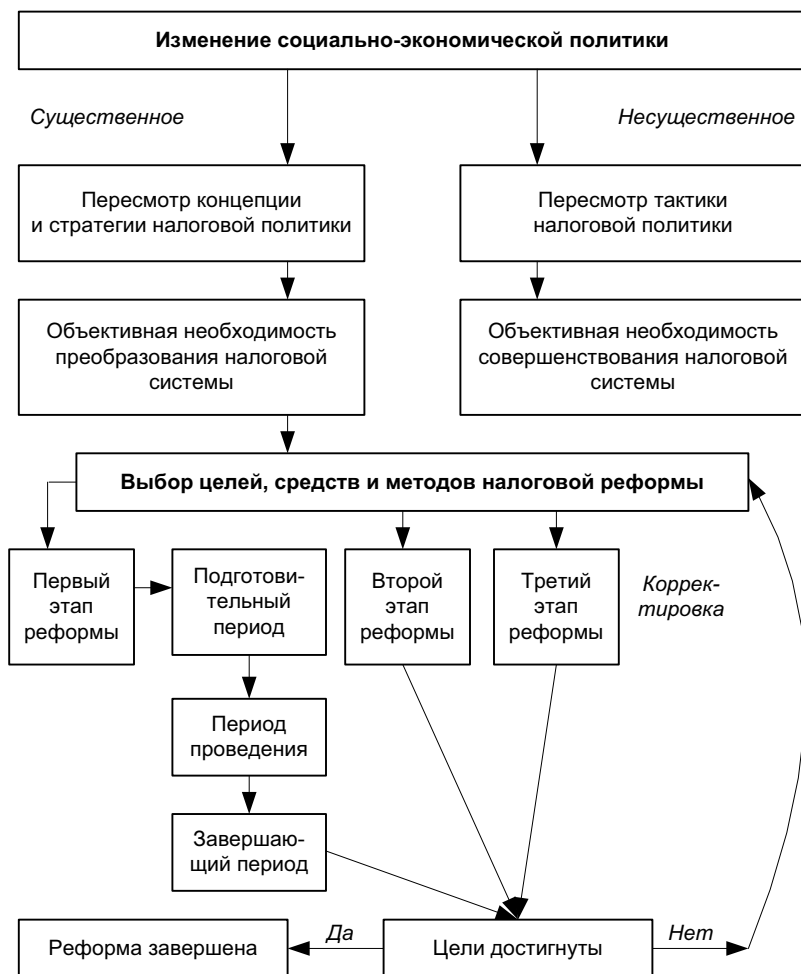 Изменение социально-экономической политики
Существенное
Несущественное
Пересмотр концепции
и стратегии налоговой политики
Пересмотр тактики
налоговой политики
Объективная необходимость
преобразования налоговой
системы
Объективная необходимость
совершенствования налоговой
системы
Выбор целей, средств и методов налоговой реформы
Первый
этап
реформы
Подготови-
тельный
период
Второй
этап
реформы
Третий
этап
реформы
Коррек-
тировка
Период
проведения
Завершаю-
щий период
Реформа завершена
Да
Цели достигнуты
Нет